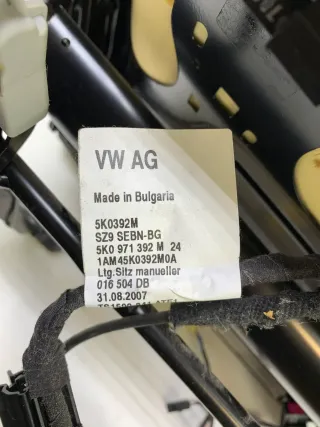 VW AG
Made in Bulgaria
5K0392M
SZ9 SEBN-BG
5K0 971 392 M 24
1AM45K0392M0A
Ltg.Sitz manueller
016 504 DB
31.08.2007